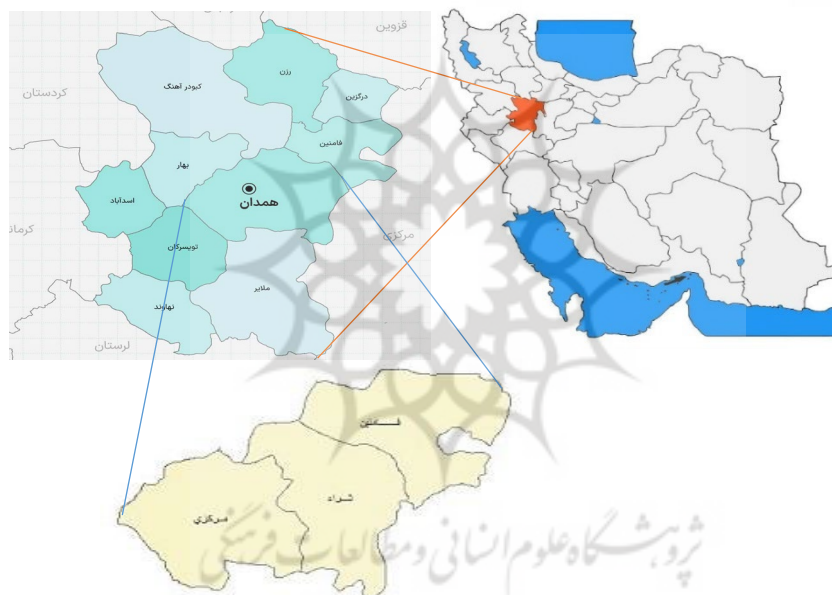 قزوین
رزن
کبودر آهنگ
کردستان
درگزین
فامنین
بهار
اسدآباد
همدان
مرکزی
تویسرکان
ملایر
نهاوند
لرستان
شراء
مرکزی
پژوهشگاه علوم انسانی و مطالعات فرهنگی